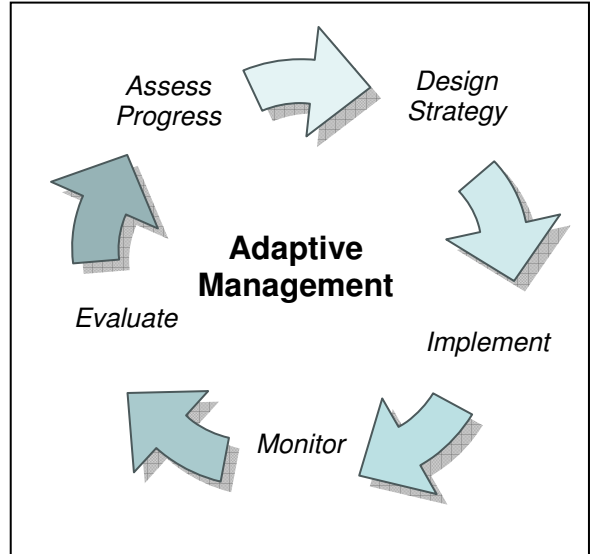 Assess
Progress
Design
Strategy
Adaptive
Management
Evaluate
Implement
Monitor